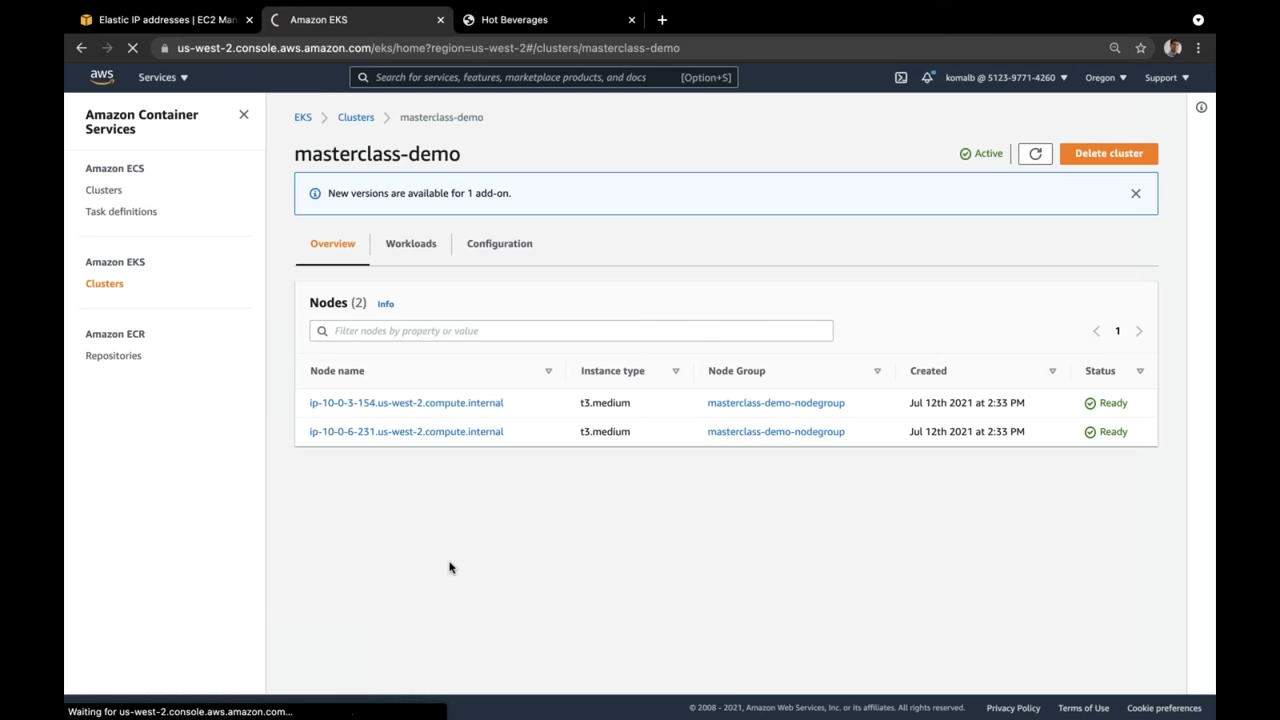 Elastic IP addresses | EC2 Man
Amazon EKS
Hot Beverages
us-west-2.console.aws.amazon.com/eks/home?region=us-west-2#/clusters/masterclass-demo
aws
Services
Search for services, features, marketplace products, and docs
[Option+S]
komalb @ 5123-9771-4260
Oregon
Support
Amazon Container
Services
Amazon ECS
Clusters
Task definitions
Amazon EKS
Clusters
Amazon ECR
Repositories
EKS
Clusters
masterclass-demo
masterclass-demo
Active
Delete cluster
New versions are available for 1 add-on.
Overview
Workloads
Configuration
Nodes (2) Info
Filter nodes by property or value
1
Node name Instance type Node Group Created Status
ip-10-0-3-154.us-west-2.compute.internal t3.medium masterclass-demo-nodegroup Jul 12th 2021 at 2:33 PM Ready
ip-10-0-6-231.us-west-2.compute.internal t3.medium masterclass-demo-nodegroup Jul 12th 2021 at 2:33 PM Ready
Waiting for us-west-2.console.aws.amazon.com...
© 2008 - 2021, Amazon Web Services, Inc. or its affiliates. All rights reserved. Privacy Policy Terms of Use Cookie preferences